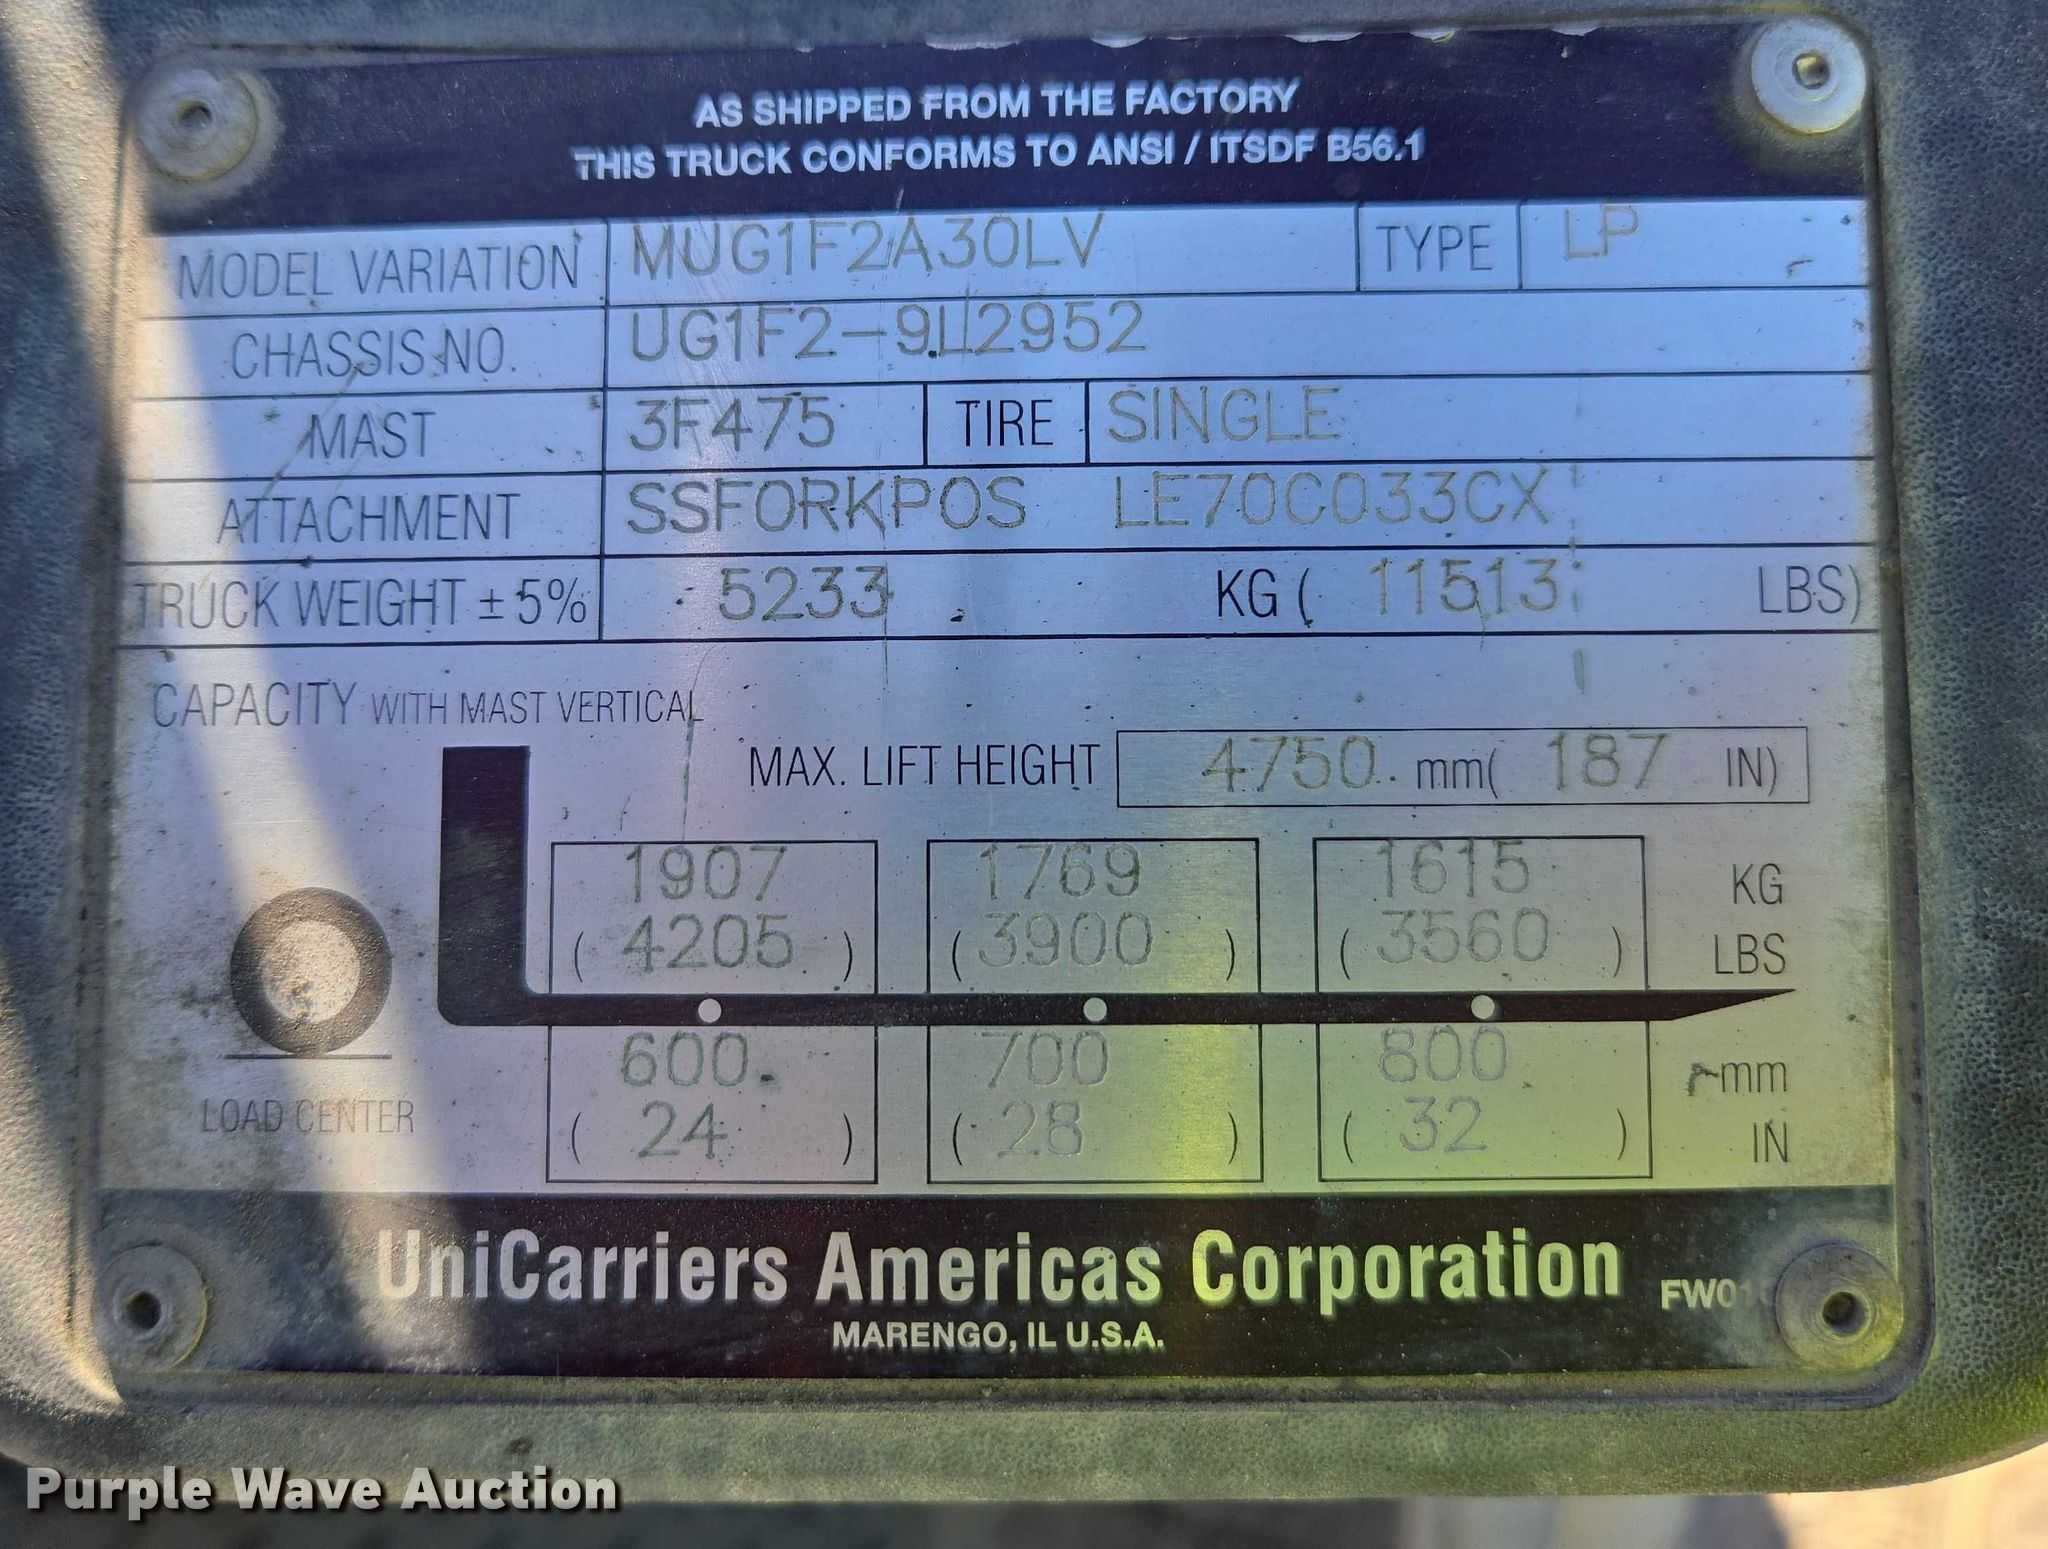 AS SHIPPED FROM THE FACTORY
THIS TRUCK CONFORMS TO ANSI / ITSDF B56.1
MODEL VARIATION MUG1F2A30LV TYPE LP
CHASSIS NO. UG1F2-9L2952
MAST 3F475 TIRE SINGLE
ATTACHMENT SSFORKPOS LE70C033CX
TRUCK WEIGHT ± 5% 5233 KG ( 11513 LBS)
CAPACITY WITH MAST VERTICAL
MAX. LIFT HEIGHT 4750 mm( 187 IN)
1907 1769 1615 KG
( 4205 ) ( 3900 ) ( 3560 ) LBS
600 700 800 mm
LOAD CENTER ( 24 ) ( 28 ) ( 32 ) IN
UniCarriers Americas Corporation
MARENGO, IL U.S.A.
Purple Wave Auction